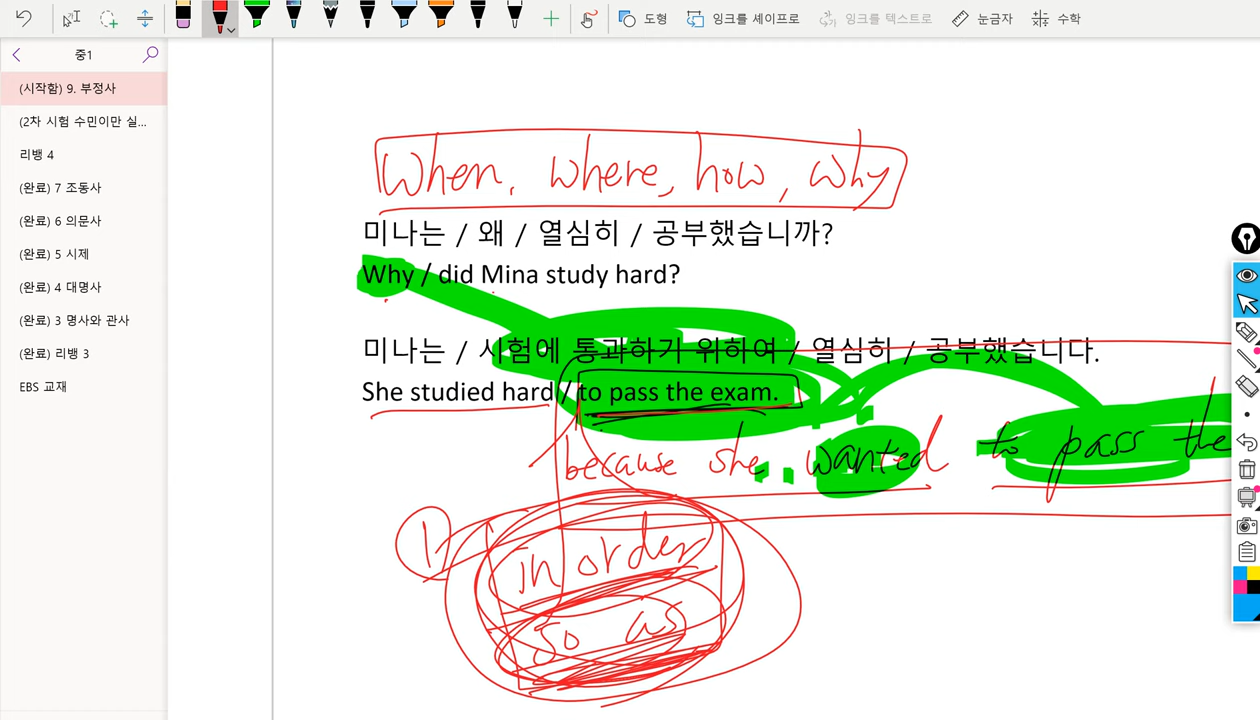 도형
잉크를 셰이프로
잉크를 텍스트로
눈금자
수학
중1
(시작함) 9. 부정사
(2차 시험 수민이만 실...
리뱅 4
(완료) 7 조동사
(완료) 6 의문사
(완료) 5 시제
(완료) 4 대명사
(완료) 3 명사와 관사
(완료) 리뱅 3
EBS 교재
When, where, how, why
미나는 / 왜 / 열심히 / 공부했습니까?
Why / did Mina study hard?
미나는 / 시험에 통과하기 위하여 / 열심히 / 공부했습니다.
She studied hard / to pass the exam.
because she wanted to pass the
① in order
so as